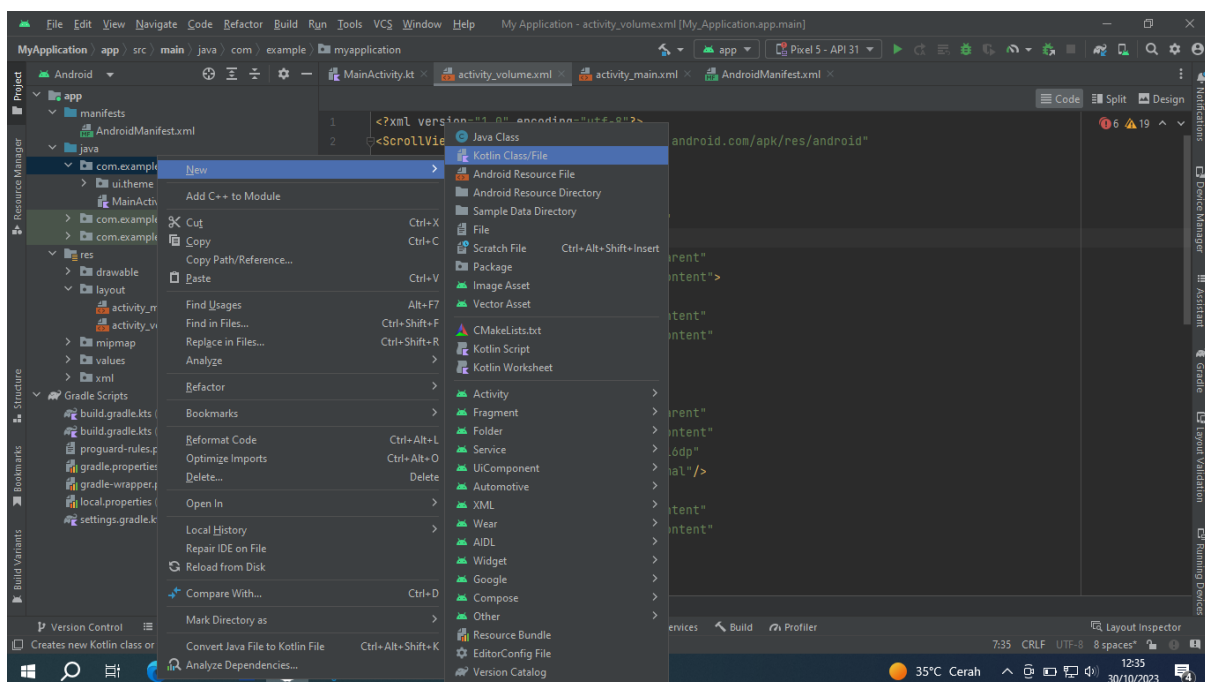 File Edit View Navigate Code Refactor Build Run Tools VCS Window Help My Application - activity_volume.xml [My_Application.app.main]
MyApplication app src main java com example myapplication app Pixel 5 - API 31
Android MainActivity.kt activity_volume.xml activity_main.xml AndroidManifest.xml
Code Split Design
app
manifests
AndroidManifest.xml
java
com.example
ui.theme
MainActiv
com.example
com.example
res
drawable
layout
activity_m
activity_v
mipmap
values
xml
Gradle Scripts
build.gradle.kts (
build.gradle.kts (
proguard-rules.p
gradle.properties
gradle-wrapper.p
local.properties (
settings.gradle.k
Project
Resource Manager
Structure
Bookmarks
Build Variants
1 <?xml version="1.0" encoding="utf-8"?>
2 <ScrollVie android.com/apk/res/android"
6 19
rent"
ntent">
tent"
ntent"
rent"
ntent"
16dp"
nal"/>
tent"
ntent"
New
Add C++ to Module
Cut Ctrl+X
Copy Ctrl+C
Copy Path/Reference...
Paste Ctrl+V
Find Usages Alt+F7
Find in Files... Ctrl+Shift+F
Replace in Files... Ctrl+Shift+R
Analyze
Refactor
Bookmarks
Reformat Code Ctrl+Alt+L
Optimize Imports Ctrl+Alt+O
Delete... Delete
Open In
Local History
Repair IDE on File
Reload from Disk
Compare With... Ctrl+D
Mark Directory as
Convert Java File to Kotlin File Ctrl+Alt+Shift+K
Analyze Dependencies...
Java Class
Kotlin Class/File
Android Resource File
Android Resource Directory
Sample Data Directory
File
Scratch File Ctrl+Alt+Shift+Insert
Package
Image Asset
Vector Asset
CMakeLists.txt
Kotlin Script
Kotlin Worksheet
Activity
Fragment
Folder
Service
UiComponent
Automotive
XML
Wear
AIDL
Widget
Google
Compose
Other
Resource Bundle
EditorConfig File
Version Catalog
Notifications
Device Manager
Assistant
Gradle
Layout Validation
Running Devices
Version Control ervices Build Profiler Layout Inspector
Creates new Kotlin class or 7:35 CRLF UTF-8 8 spaces*
35°C Cerah 12:35
30/10/2023 4